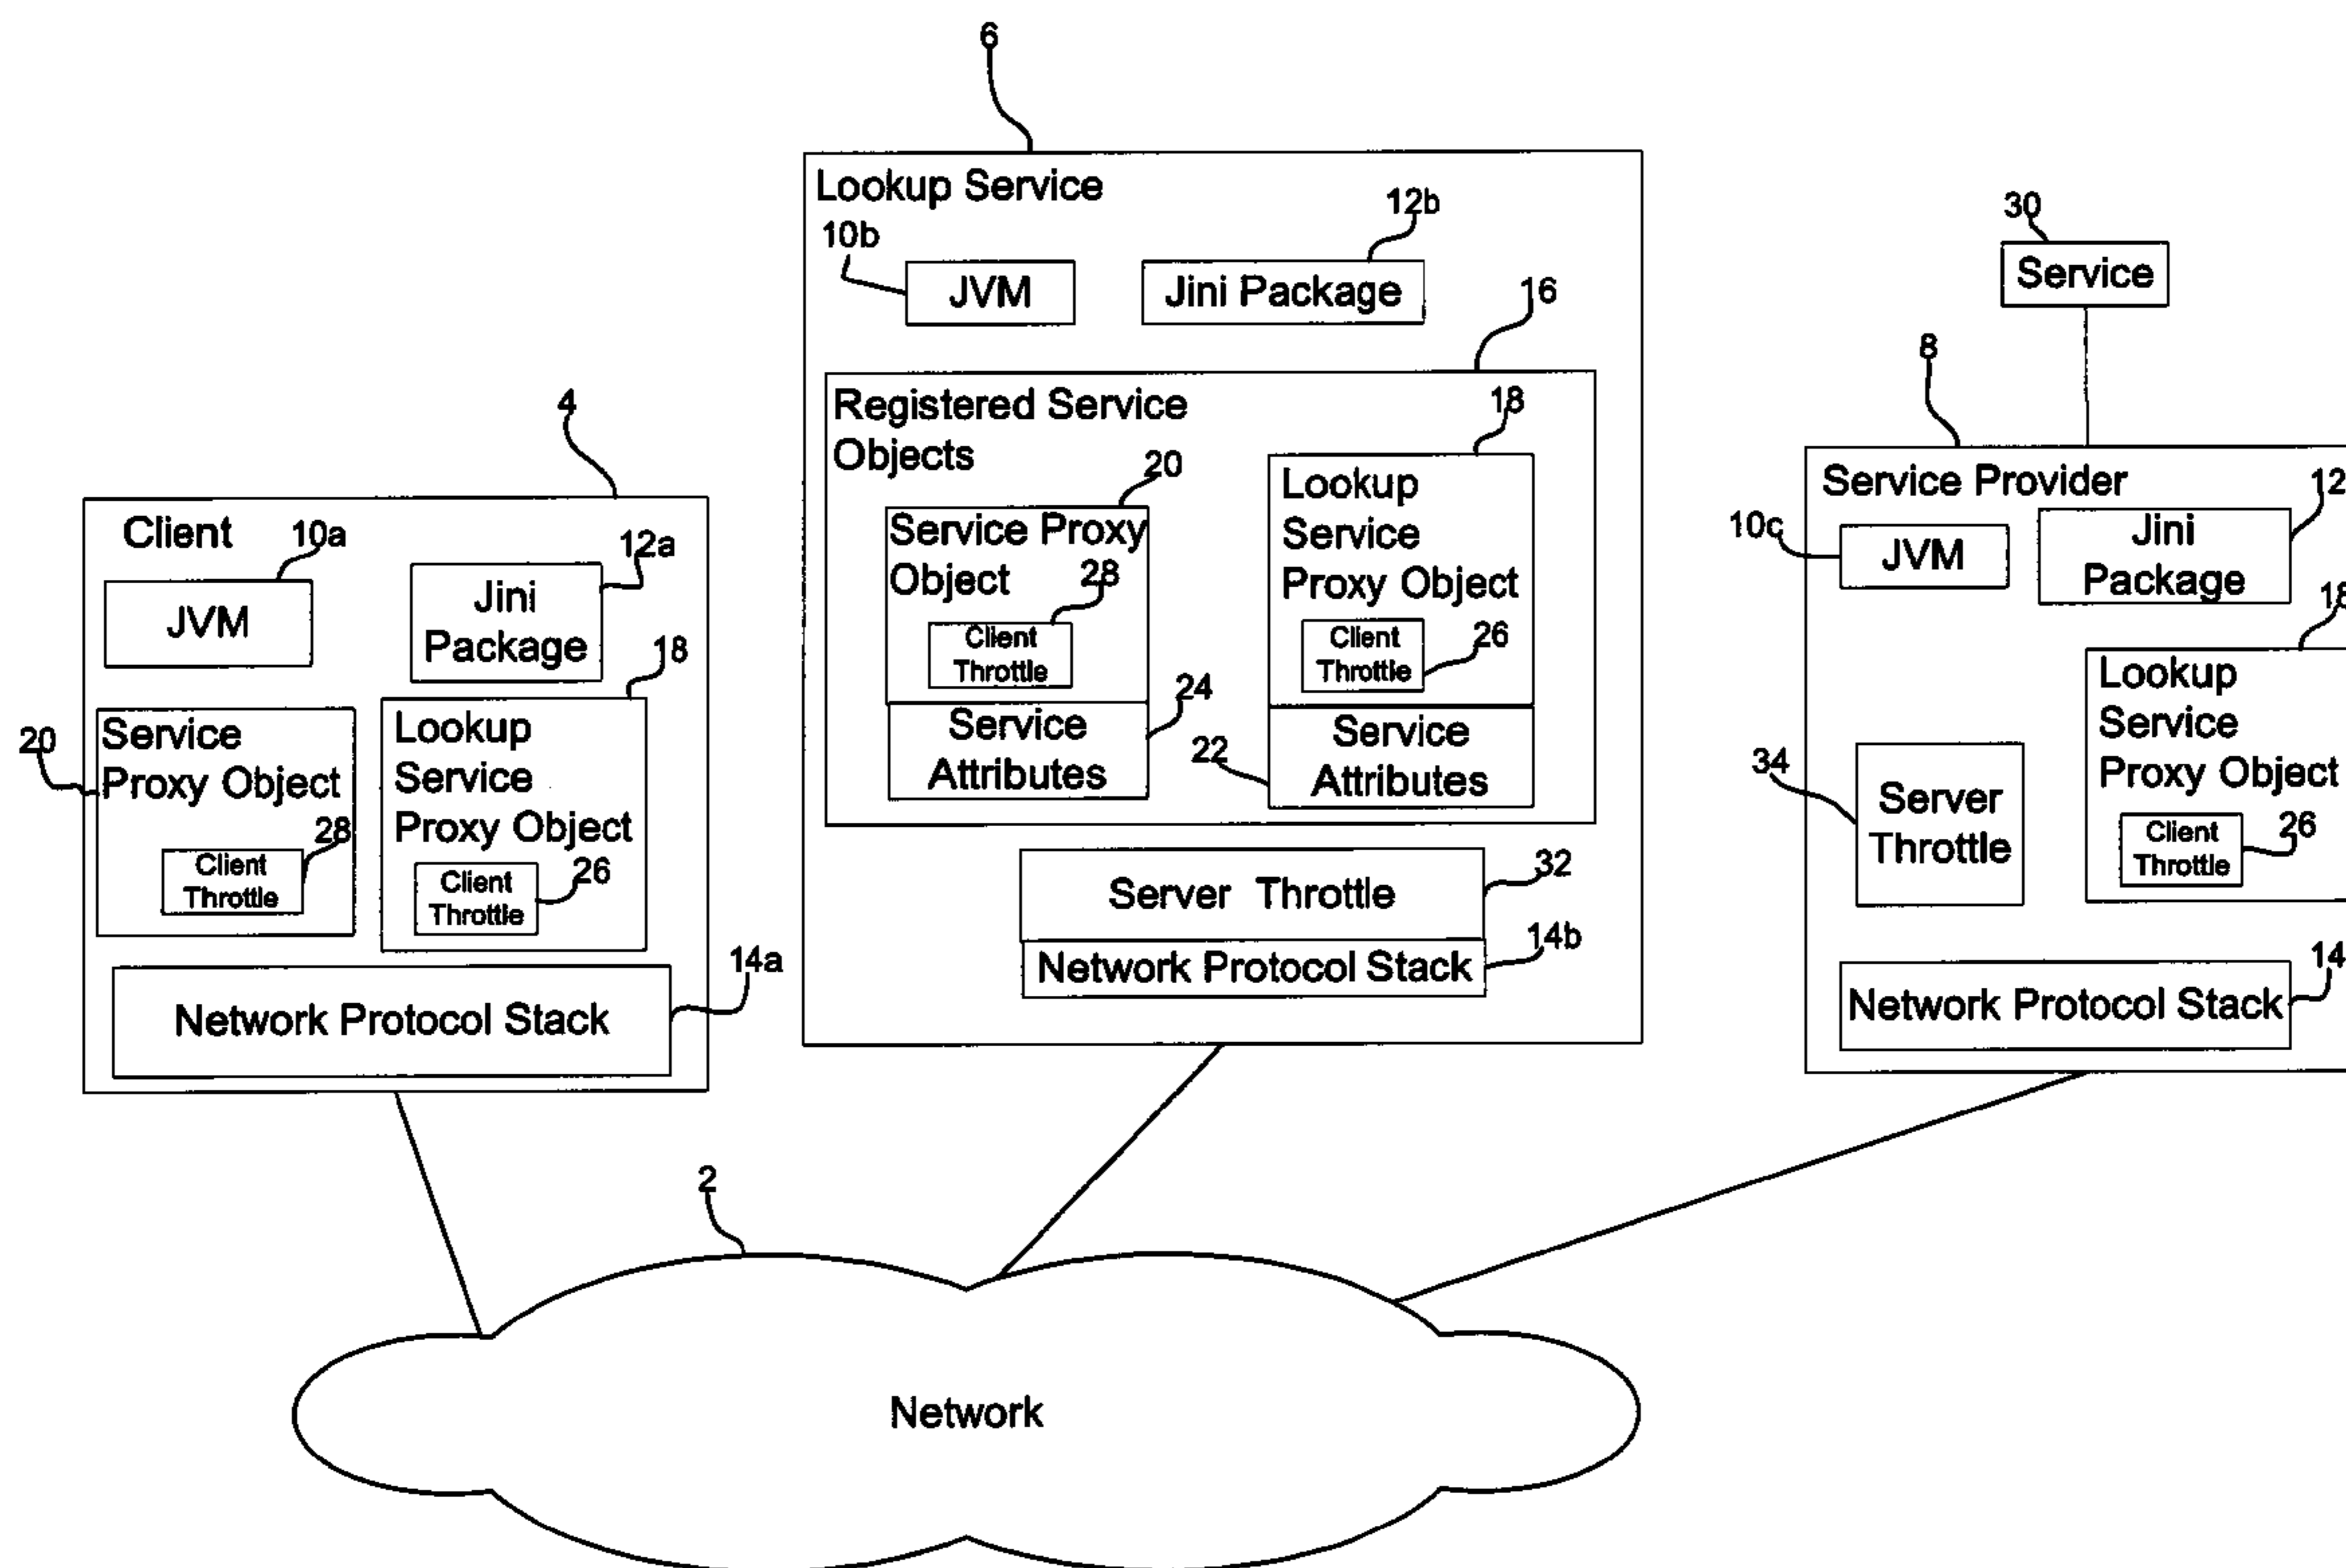 6
Lookup Service
10b
12b
JVM
Jini Package
16
Registered Service
Objects
20
18
Service Proxy
Object
28
Client
Throttle
Lookup
Service
Proxy Object
Client
Throttle
26
24
Service
Attributes
22
Service
Attributes
Server Throttle
32
Network Protocol Stack
14b
4
Client
10a
12a
JVM
Jini
Package
18
20
Service
Proxy Object
28
Client
Throttle
Lookup
Service
Proxy Object
26
Client
Throttle
14a
Network Protocol Stack
30
Service
8
Service Provider
12
10c
JVM
Jini
Package
18
34
Server
Throttle
Lookup
Service
Proxy Object
Client
Throttle
26
14
Network Protocol Stack
2
Network